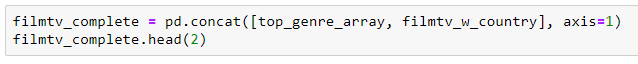 filmtv_complete = pd.concat([top_genre_array, filmtv_w_country], axis=1)
filmtv_complete.head(2)